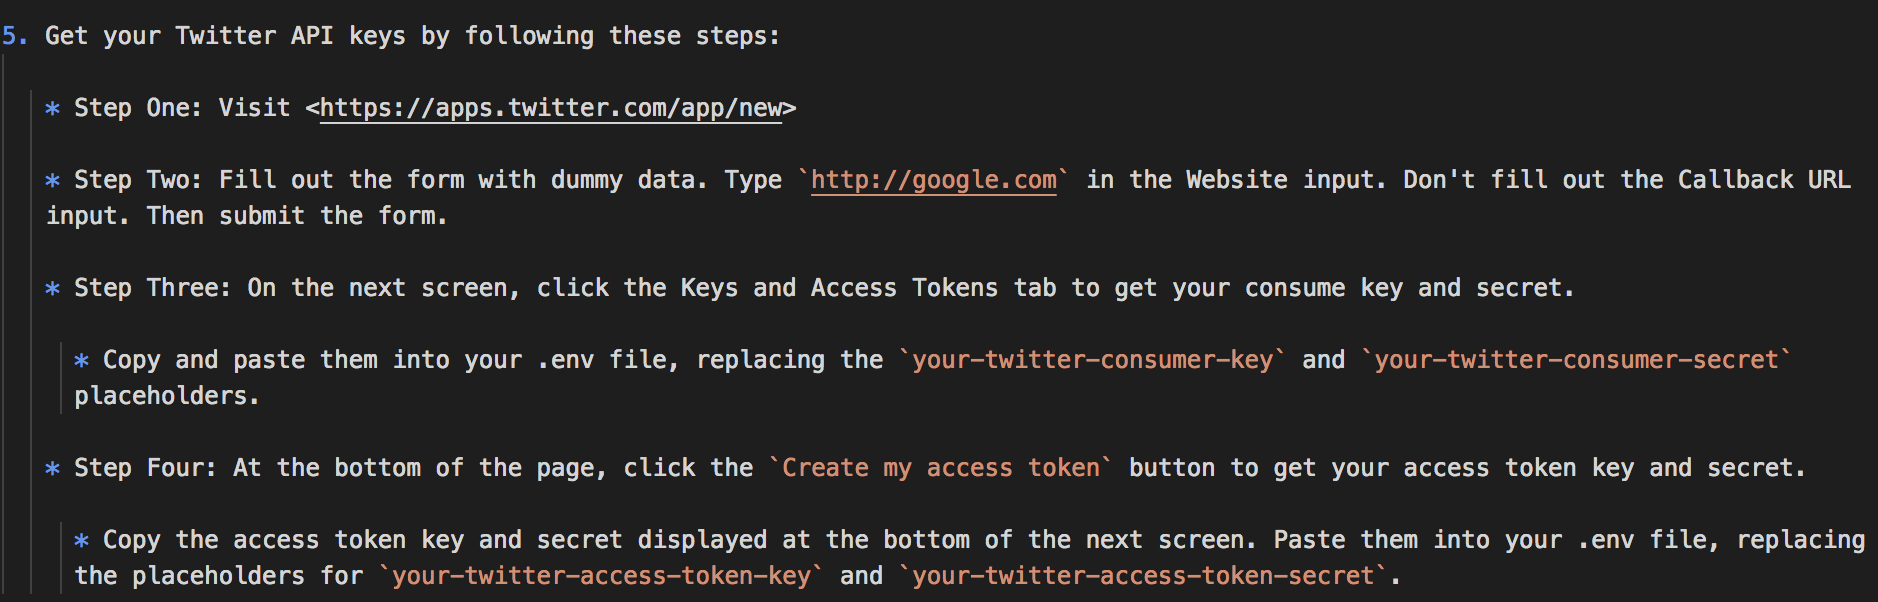 5. Get your Twitter API keys by following these steps:
* Step One: Visit <https://apps.twitter.com/app/new>
* Step Two: Fill out the form with dummy data. Type `http://google.com` in the Website input. Don't fill out the Callback URL
input. Then submit the form.
* Step Three: On the next screen, click the Keys and Access Tokens tab to get your consume key and secret.
* Copy and paste them into your .env file, replacing the `your-twitter-consumer-key` and `your-twitter-consumer-secret`
placeholders.
* Step Four: At the bottom of the page, click the `Create my access token` button to get your access token key and secret.
* Copy the access token key and secret displayed at the bottom of the next screen. Paste them into your .env file, replacing
the placeholders for `your-twitter-access-token-key` and `your-twitter-access-token-secret`.